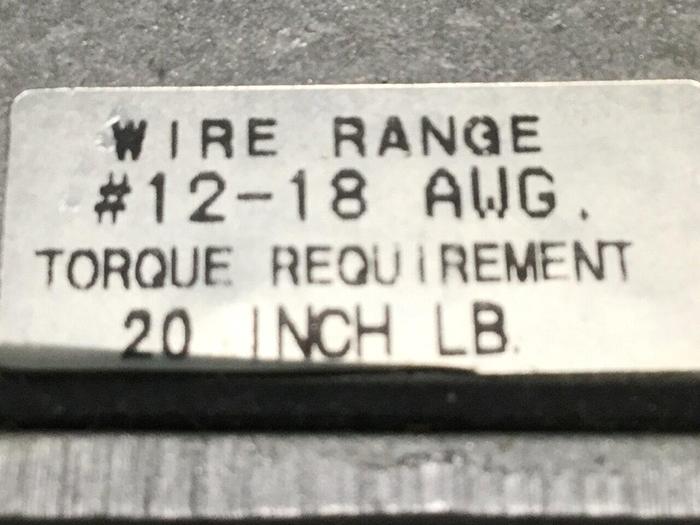 WIRE RANGE
#12-18 AWG.
TORQUE REQUIREMENT
20 INCH LB.